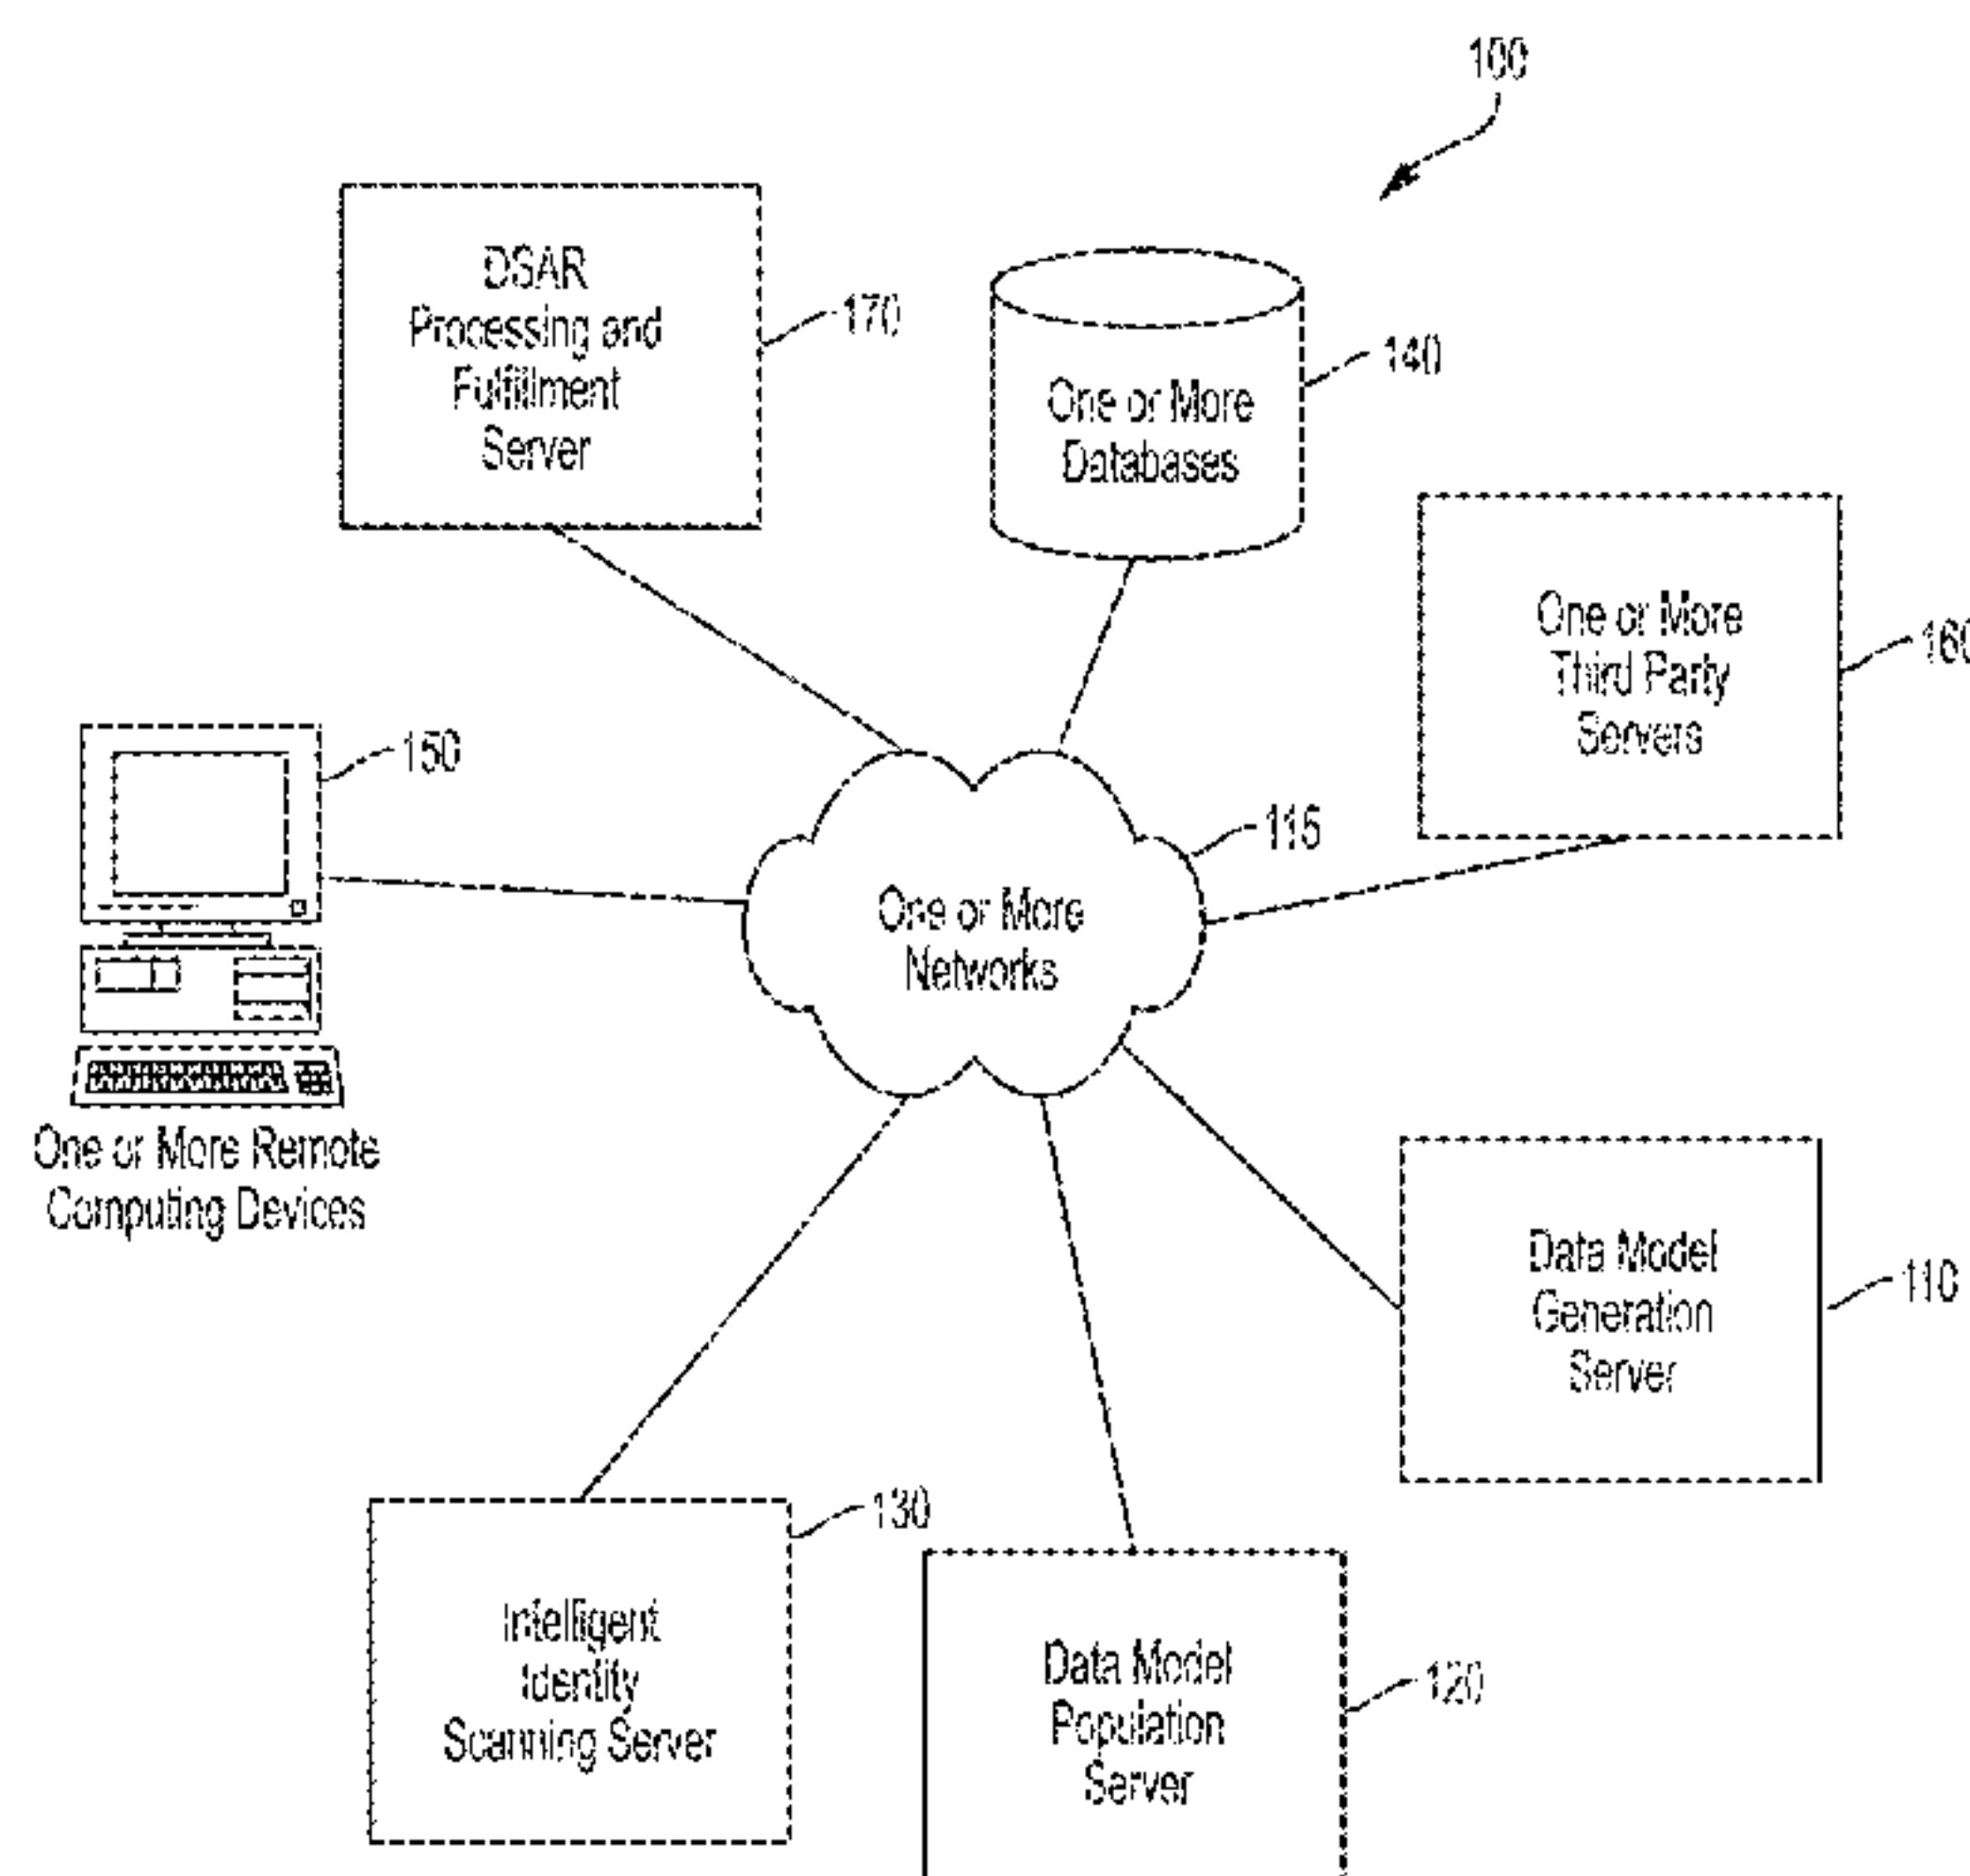 100
DSAR
Processing and
Fulfillment
Server
170
One or More
Databases
140
One or More
Third Party
Servers
160
150
One or More Remote
Computing Devices
115
One or More
Networks
Data Model
Generation
Server
110
130
Intelligent
Identity
Scanning Server
Data Model
Population
Server
120